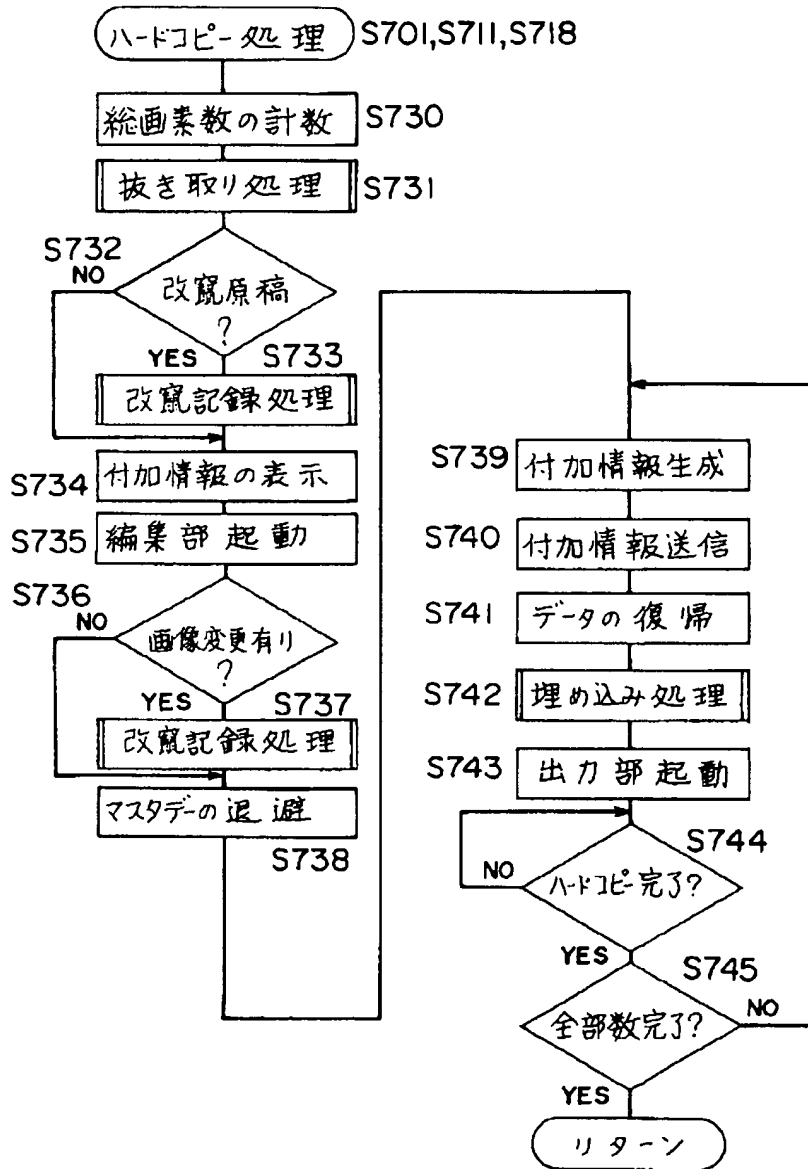 ハードコピー処理 S701,S711,S718
総画素数の計数 S730
抜き取り処理 S731
S732
NO
改竄原稿
?
YES S733
改竄記録処理
S734 付加情報の表示
S735 編集部起動
S736
NO
画像変更有り
?
YES S737
改竄記録処理
マスタデーの退避
S738
S739 付加情報生成
S740 付加情報送信
S741 データの復帰
S742 埋め込み処理
S743 出力部起動
S744
NO ハードコピー完了?
YES S745
全部数完了? NO
YES
リターン